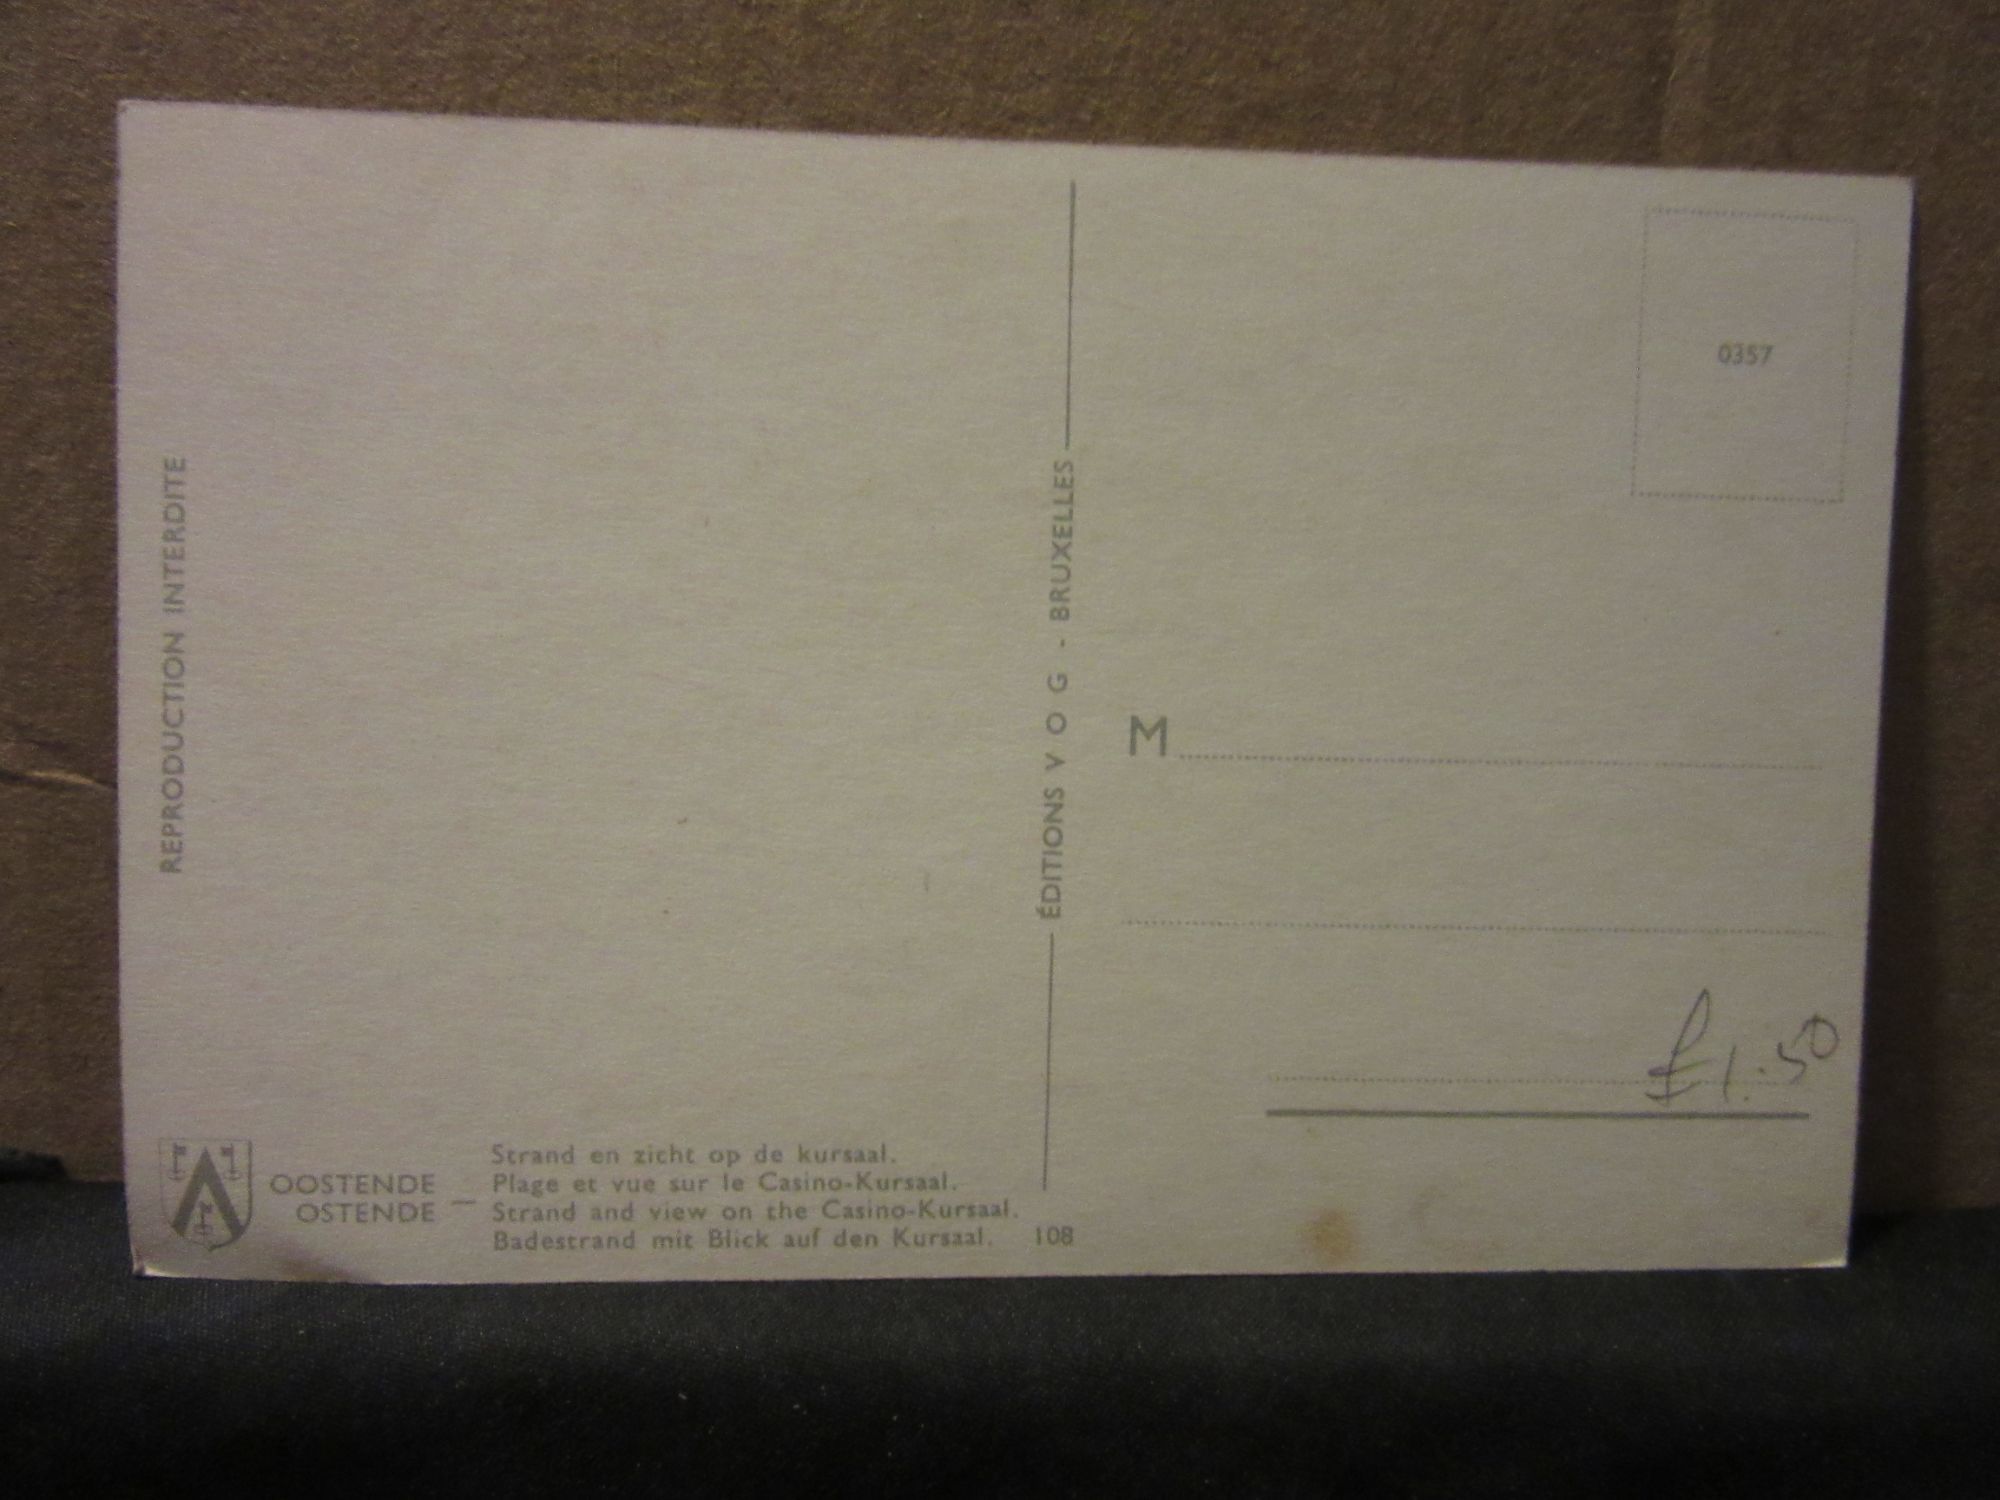 REPRODUCTION INTERDITE
OOSTENDE
OSTENDE —
Strand en zicht op de kursaal.
Plage et vue sur le Casino-Kursaal.
Strand and view on the Casino-Kursaal.
Badestrand mit Blick auf den Kursaal. 108
ÉDITIONS V O G - BRUXELLES
0357
M
£1.50